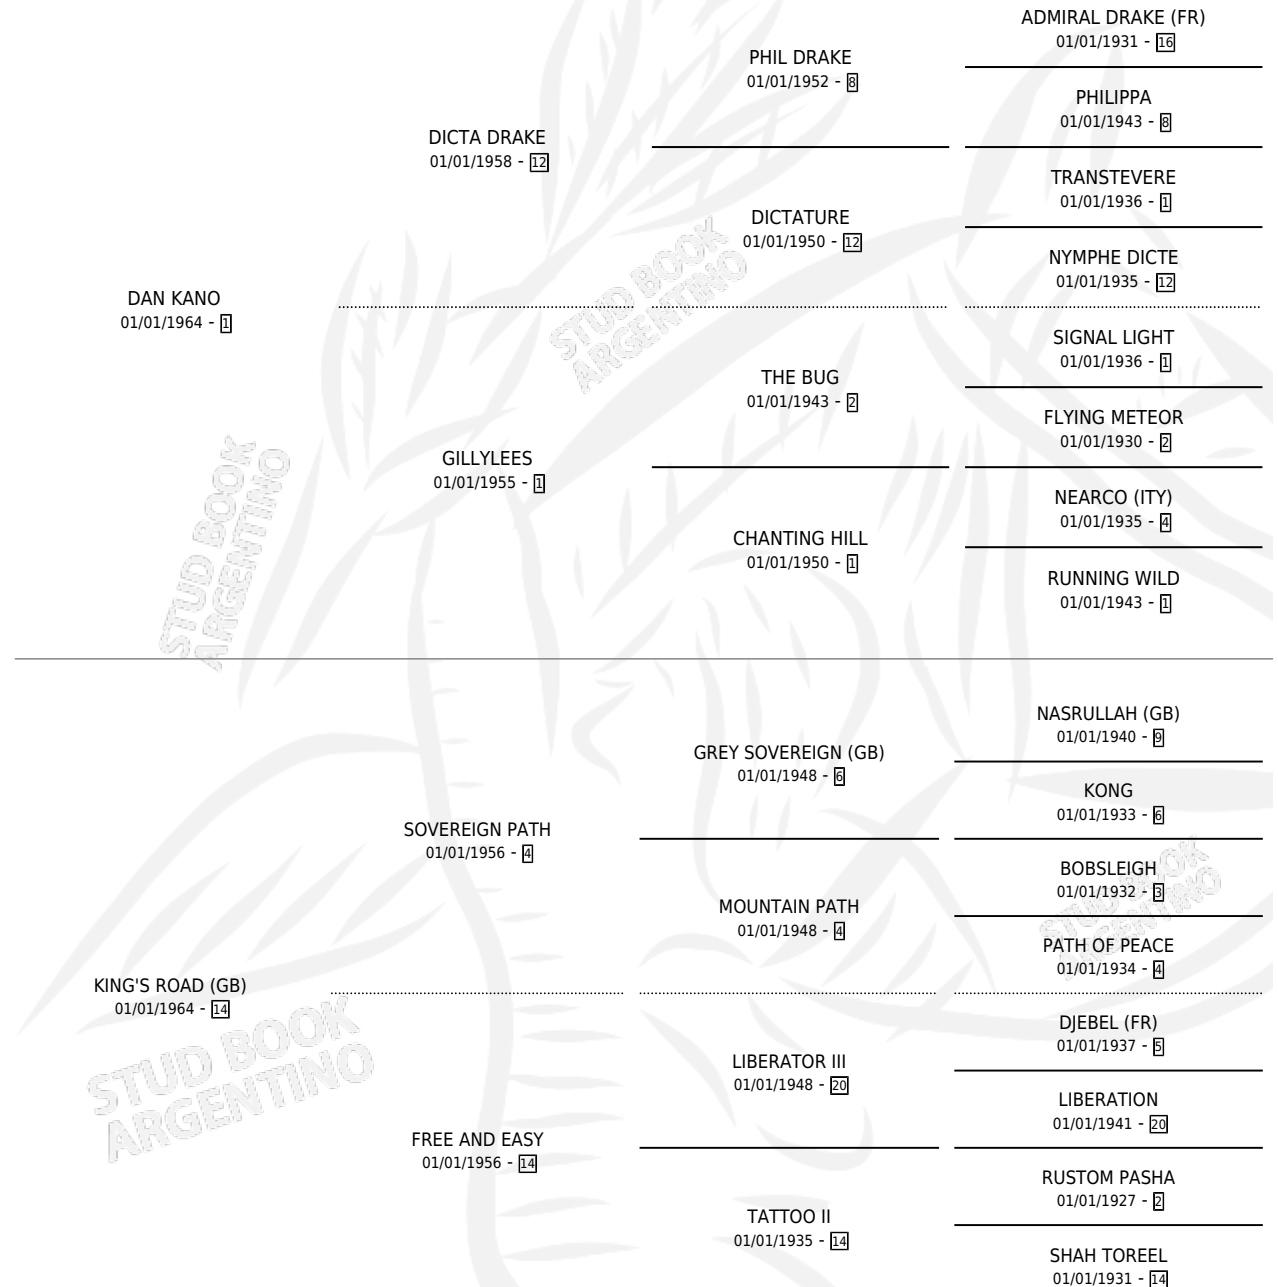 ADMIRAL DRAKE (FR)
01/01/1931 - 16
PHIL DRAKE
01/01/1952 - 8
PHILIPPA
01/01/1943 - 8
DICTA DRAKE
01/01/1958 - 12
TRANSTEVERE
01/01/1936 - 1
DICTATURE
01/01/1950 - 12
NYMPHE DICTE
01/01/1935 - 12
DAN KANO
01/01/1964 - 1
SIGNAL LIGHT
01/01/1936 - 1
THE BUG
01/01/1943 - 2
FLYING METEOR
01/01/1930 - 2
GILLYLEES
01/01/1955 - 1
NEARCO (ITY)
01/01/1935 - 4
CHANTING HILL
01/01/1950 - 1
RUNNING WILD
01/01/1943 - 1
STUD BOOK
ARGENTINO
STUD BOOK
ARGENTINO
NASRULLAH (GB)
01/01/1940 - 9
GREY SOVEREIGN (GB)
01/01/1948 - 6
KONG
01/01/1933 - 6
SOVEREIGN PATH
01/01/1956 - 4
BOBSLEIGH
01/01/1932 - 3
MOUNTAIN PATH
01/01/1948 - 4
PATH OF PEACE
01/01/1934 - 4
KING'S ROAD (GB)
01/01/1964 - 14
DJEBEL (FR)
01/01/1937 - 5
LIBERATOR III
01/01/1948 - 20
LIBERATION
01/01/1941 - 20
FREE AND EASY
01/01/1956 - 14
RUSTOM PASHA
01/01/1927 - 2
TATTOO II
01/01/1935 - 14
SHAH TOREEL
01/01/1931 - 14
STUD BOOK
ARGENTINO
STUD BOOK
ARGENTINO